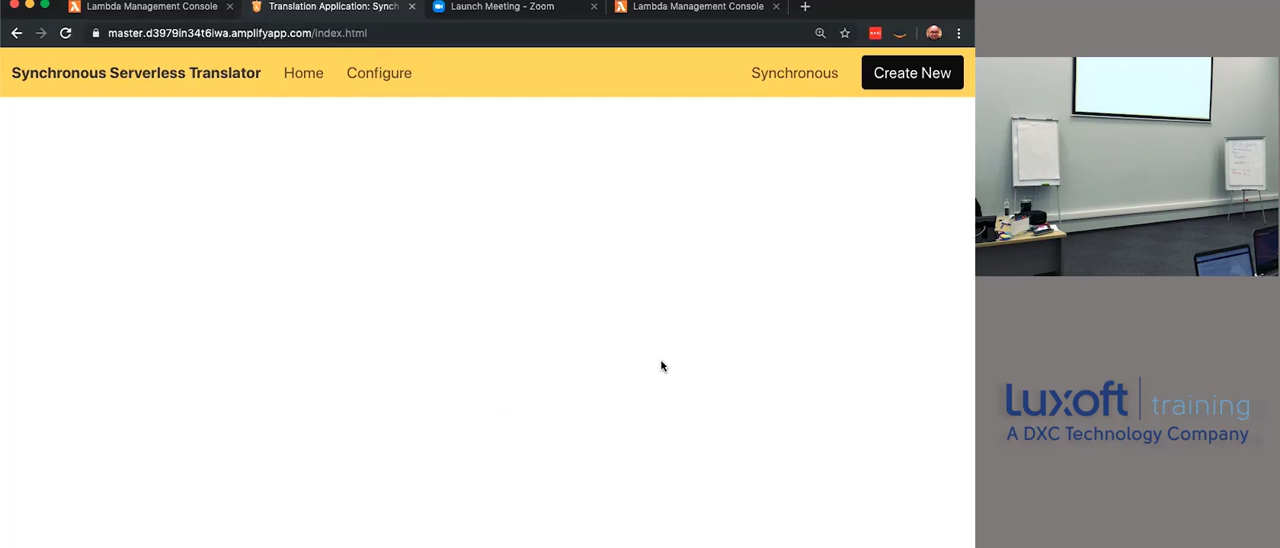 Lambda Management Console
Translation Application: Synch
Launch Meeting - Zoom
Lambda Management Console
master.d3979in34t6iwa.amplifyapp.com/index.html
Synchronous Serverless Translator
Home
Configure
Synchronous
Create New
Luxoft training
A DXC Technology Company